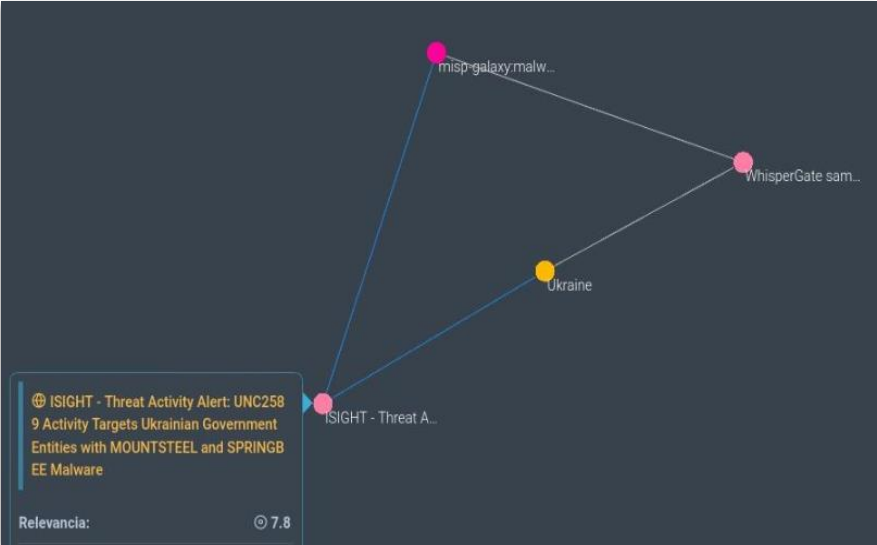 misp-galaxy:malw...
WhisperGate sam...
Ukraine
ISIGHT - Threat A...
ISIGHT - Threat Activity Alert: UNC258
9 Activity Targets Ukrainian Government
Entities with MOUNTSTEEL and SPRINGB
EE Malware
Relevancia: 7.8